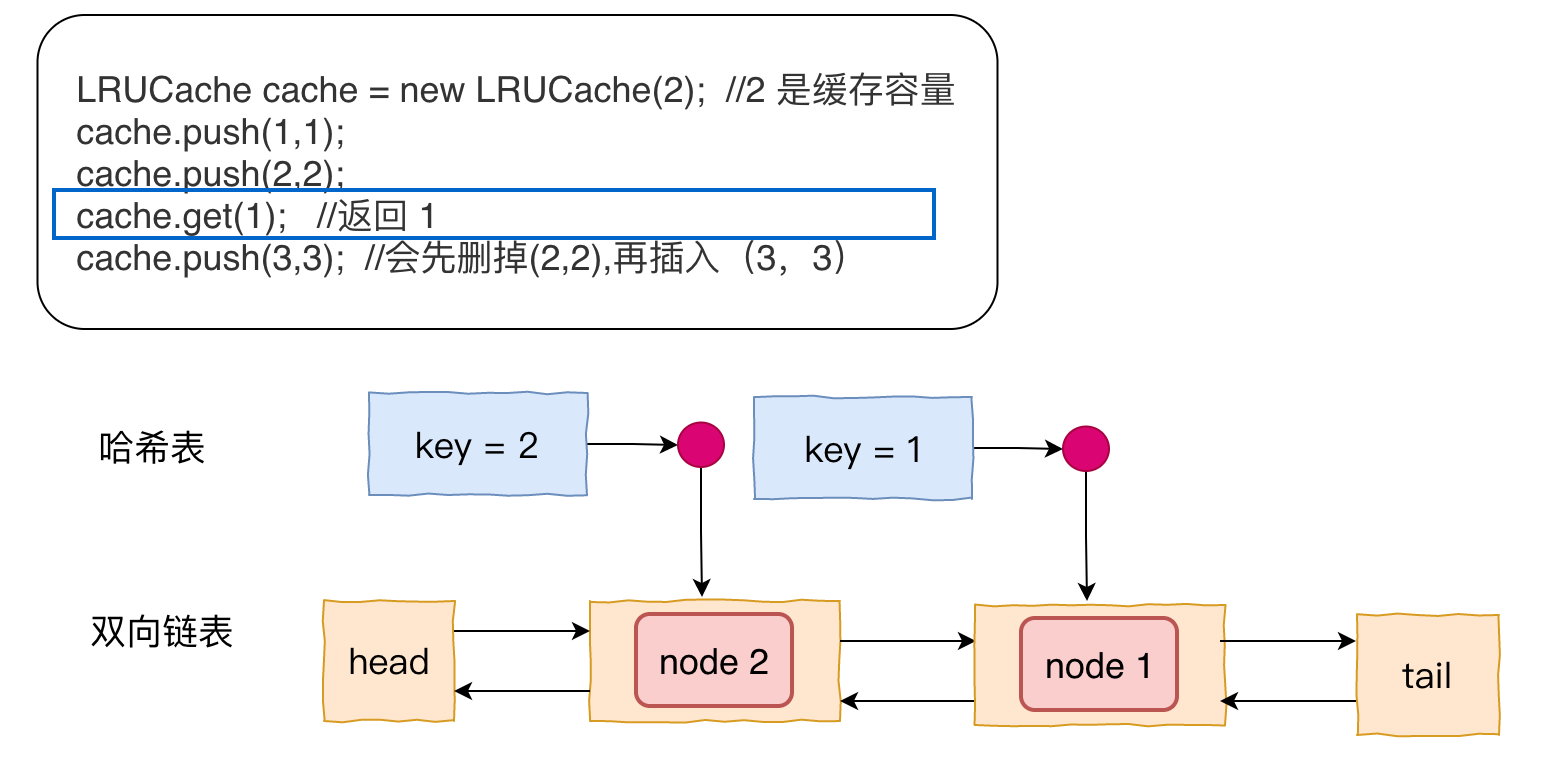 LRUCache cache = new LRUCache(2);  //2 是缓存容量
cache.push(1,1);
cache.push(2,2);
cache.get(1);   //返回 1
cache.push(3,3);  //会先删掉(2,2),再插入（3，3）
哈希表
key = 2
key = 1
双向链表
head
node 2
node 1
tail